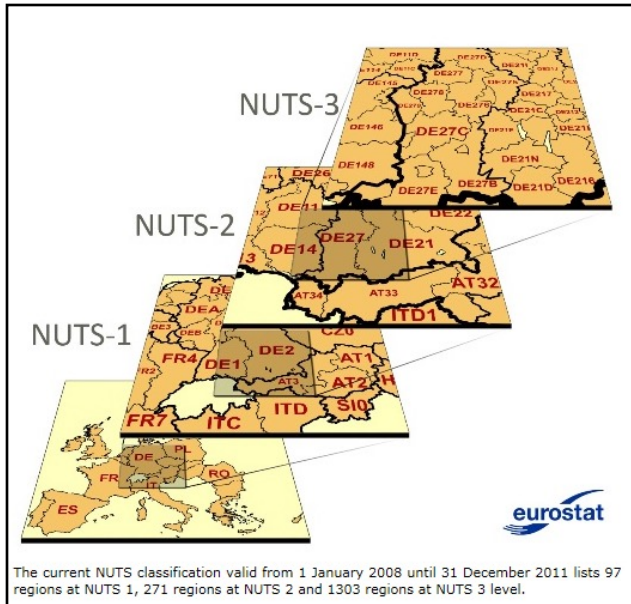 NUTS-3
DE146
DE148
DE277
DE27C
DE27E
DE27B
DE21N
DE21D
DE21C
NUTS-2
DE26
DE11
DE14
DE27
DE21
DE22
AT34
AT33
AT32
ITD1
NUTS-1
DEA
FR4
DE1
DE2
AT1
AT2
AT3
FR7
ITC
ITD
SI0
H
DE
PL
FR
RO
IT
ES
eurostat
The current NUTS classification valid from 1 January 2008 until 31 December 2011 lists 97
regions at NUTS 1, 271 regions at NUTS 2 and 1303 regions at NUTS 3 level.